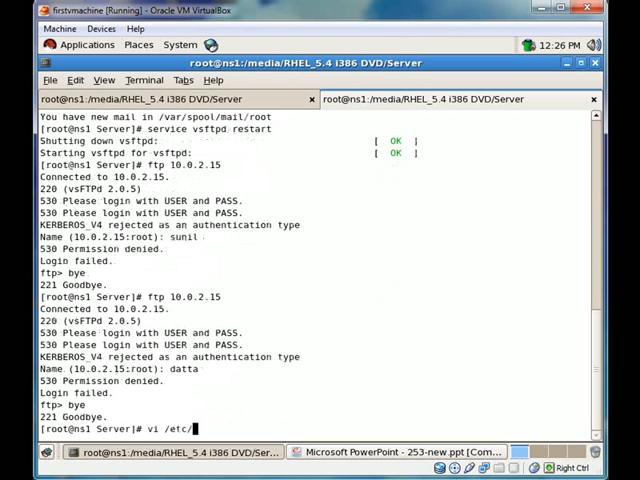 firstvmachine [Running] - Oracle VM VirtualBox
Machine Devices Help
Applications Places System 12:26 PM
root@ns1:/media/RHEL_5.4 i386 DVD/Server
File Edit View Terminal Tabs Help
root@ns1:/media/RHEL_5.4 i386 DVD/Server root@ns1:/media/RHEL_5.4 i386 DVD/Server
You have new mail in /var/spool/mail/root
[root@ns1 Server]# service vsftpd restart
Shutting down vsftpd: [ OK ]
Starting vsftpd for vsftpd: [ OK ]
[root@ns1 Server]# ftp 10.0.2.15
Connected to 10.0.2.15.
220 (vsFTPd 2.0.5)
530 Please login with USER and PASS.
530 Please login with USER and PASS.
KERBEROS_V4 rejected as an authentication type
Name (10.0.2.15:root): sunil
530 Permission denied.
Login failed.
ftp> bye
221 Goodbye.
[root@ns1 Server]# ftp 10.0.2.15
Connected to 10.0.2.15.
220 (vsFTPd 2.0.5)
530 Please login with USER and PASS.
530 Please login with USER and PASS.
KERBEROS_V4 rejected as an authentication type
Name (10.0.2.15:root): datta
530 Permission denied.
Login failed.
ftp> bye
221 Goodbye.
[root@ns1 Server]# vi /etc/
root@ns1:/media/RHEL_5.4 i386 DVD/Ser... Microsoft PowerPoint - 253-new.ppt [Com...
Right Ctrl